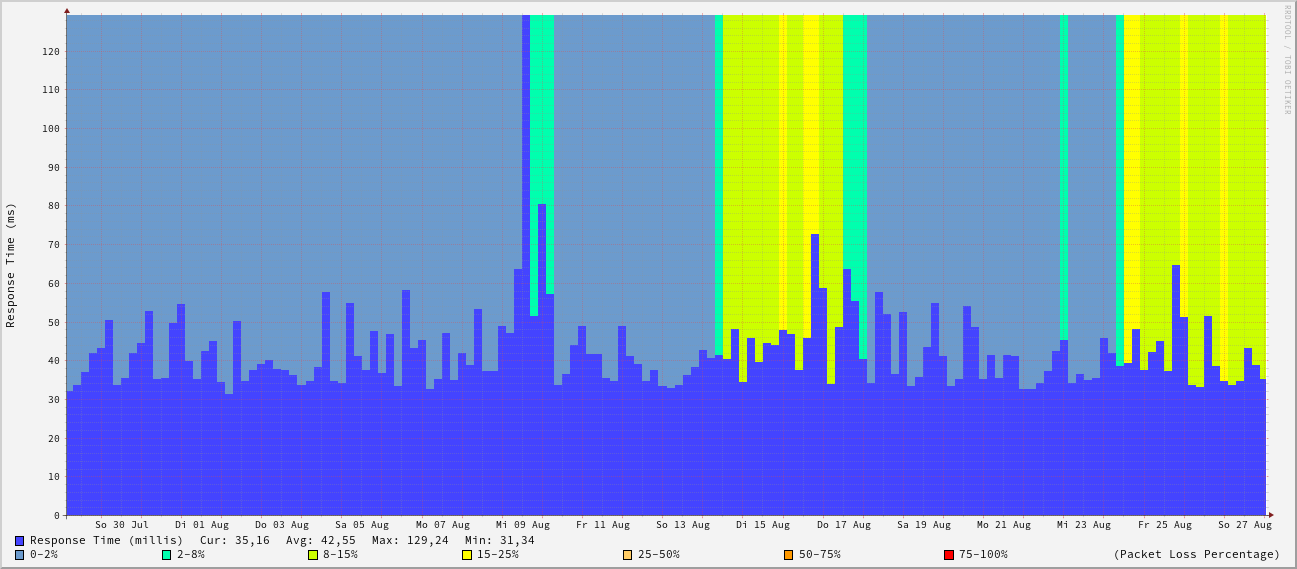 RRDTOOL / TOBI OETIKER
Response Time (ms)
120
110
100
90
80
70
60
50
40
30
20
10
0
So 30 Jul Di 01 Aug Do 03 Aug Sa 05 Aug Mo 07 Aug Mi 09 Aug Fr 11 Aug So 13 Aug Di 15 Aug Do 17 Aug Sa 19 Aug Mo 21 Aug Mi 23 Aug Fr 25 Aug So 27 Aug
Response Time (millis) Cur: 35,16 Avg: 42,55 Max: 129,24 Min: 31,34
0-2% 2-8% 8-15% 15-25% 25-50% 50-75% 75-100% (Packet Loss Percentage)